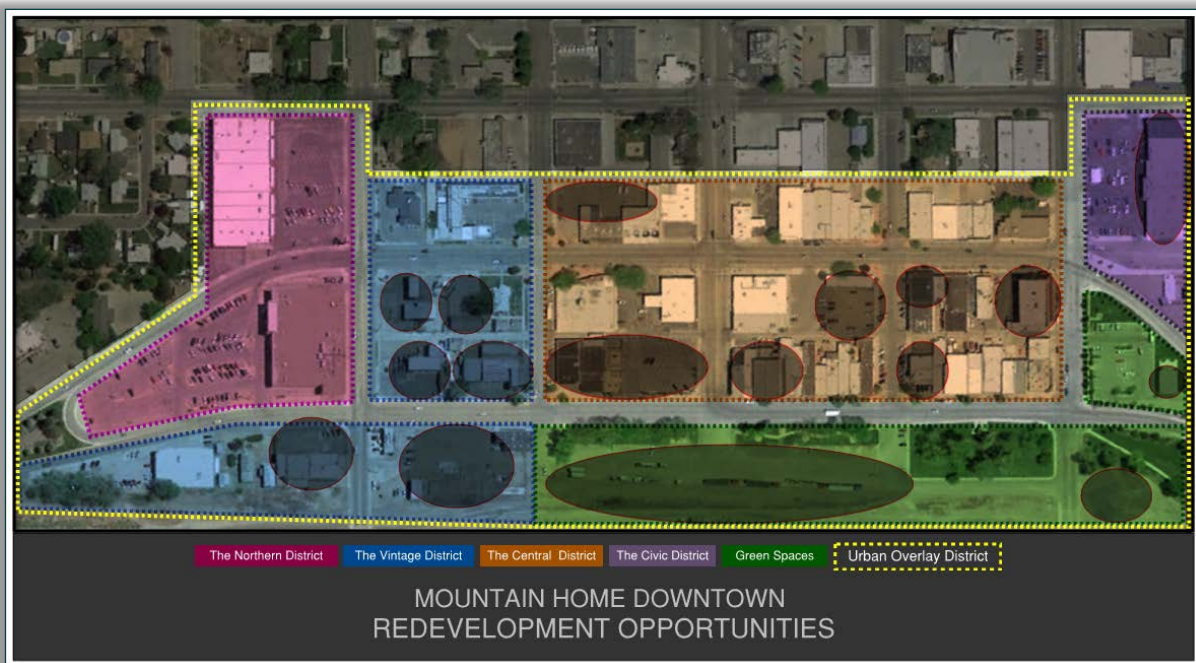 The Northern District
The Vintage District
The Central District
The Civic District
Green Spaces
Urban Overlay District
MOUNTAIN HOME DOWNTOWN
REDEVELOPMENT OPPORTUNITIES